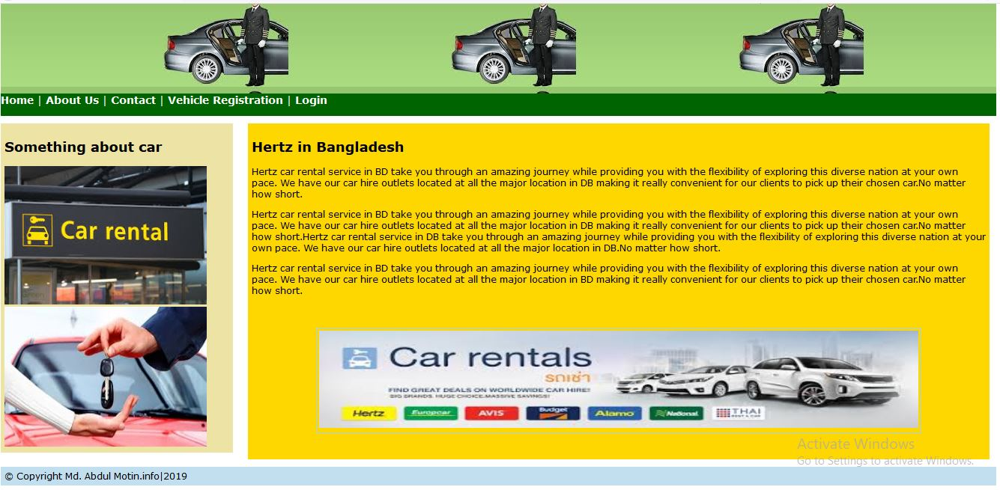 Home | About Us | Contact | Vehicle Registration | Login
Something about car
Car rental
Hertz in Bangladesh
Hertz car rental service in BD take you through an amazing journey while providing you with the flexibility of exploring this diverse nation at your own
pace. We have our car hire outlets located at all the major location in DB making it really convenient for our clients to pick up their chosen car.No matter
how short.
Hertz car rental service in BD take you through an amazing journey while providing you with the flexibility of exploring this diverse nation at your own
pace. We have our car hire outlets located at all the major location in DB making it really convenient for our clients to pick up their chosen car.No matter
how short.Hertz car rental service in DB take you through an amazing journey while providing you with the flexibility of exploring this diverse nation at your
own pace. We have our car hire outlets located at all the major location in DB.No matter how short.
Hertz car rental service in BD take you through an amazing journey while providing you with the flexibility of exploring this diverse nation at your own
pace. We have our car hire outlets located at all the major location in BD making it really convenient for our clients to pick up their chosen car.No matter
how short.
Car rentals
รถเช่า
FIND GREAT DEALS ON WORLDWIDE CAR HIRE!
BIG BRANDS. HUGE CHOICE.MASSIVE SAVINGS!
Hertz Europcar AVIS Budget Alamo National THAI
RENT A CAR
Activate Windows
Go to Settings to activate Windows.
© Copyright Md. Abdul Motin.info|2019